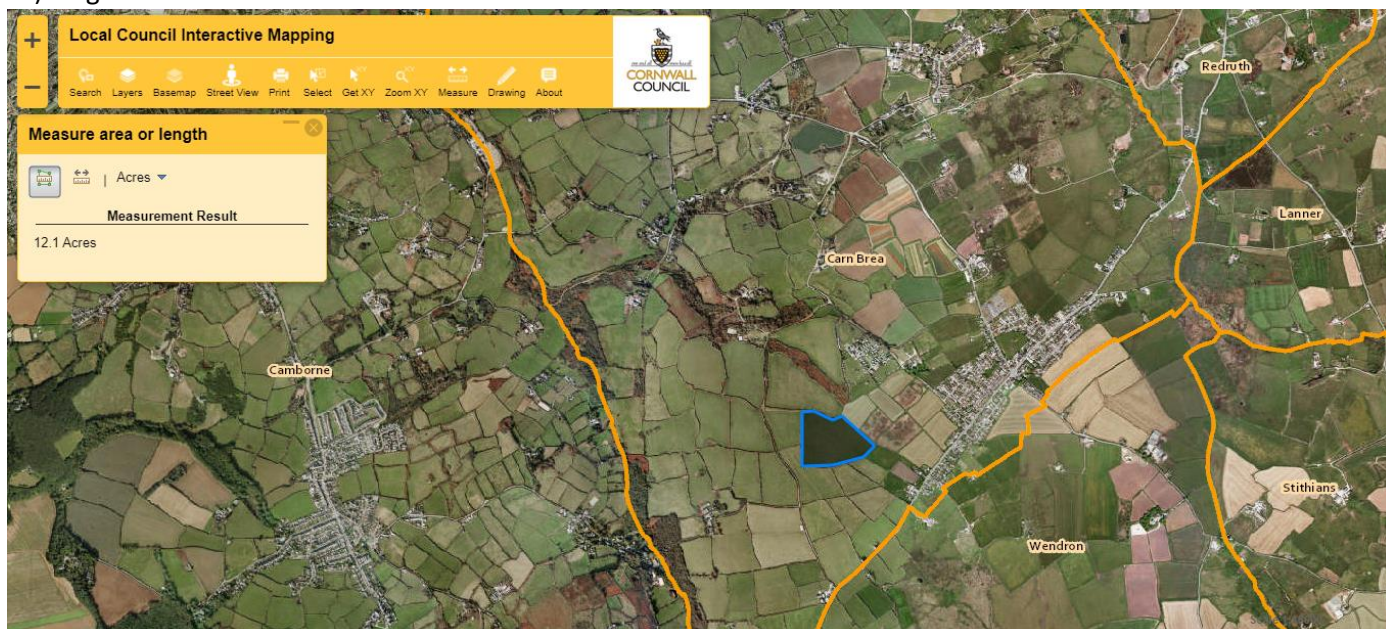 Local Council Interactive Mapping
Search Layers Basemap Street View Print Select Get XY Zoom XY Measure Drawing About
CORNWALL
COUNCIL
Measure area or length
Acres
Measurement Result
12.1 Acres
Redruth
Lanner
Carn Brea
Camborne
Stithians
Wendron